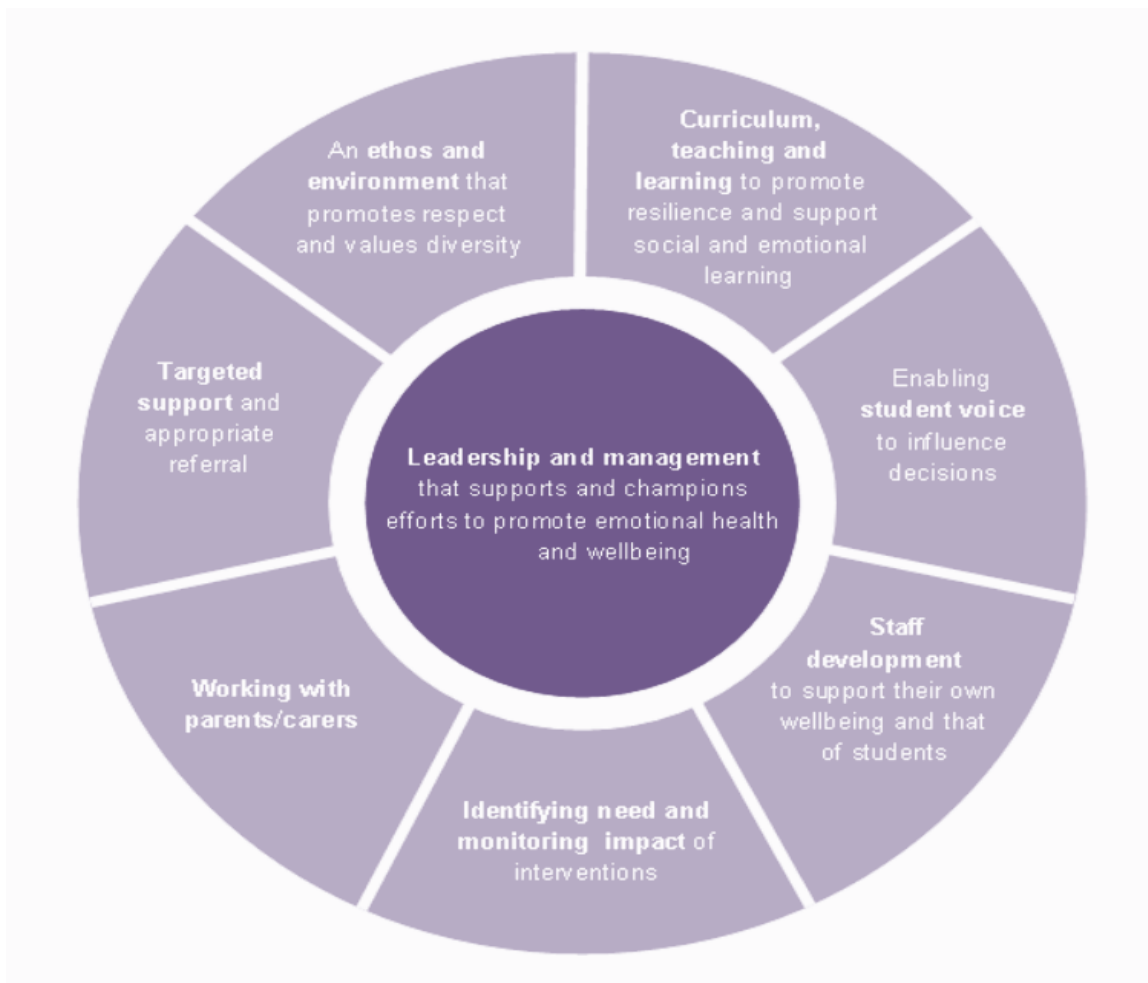 An ethos and
environment that
promotes respect
and values diversity
Curriculum,
teaching and
learning to promote
resilience and support
social and emotional
learning
Enabling
student voice
to influence
decisions
Staff
development
to support their own
wellbeing and that
of students
Identifying need and
monitoring impact of
interventions
Working with
parents/carers
Targeted
support and
appropriate
referral
Leadership and management
that supports and champions
efforts to promote emotional health
and wellbeing